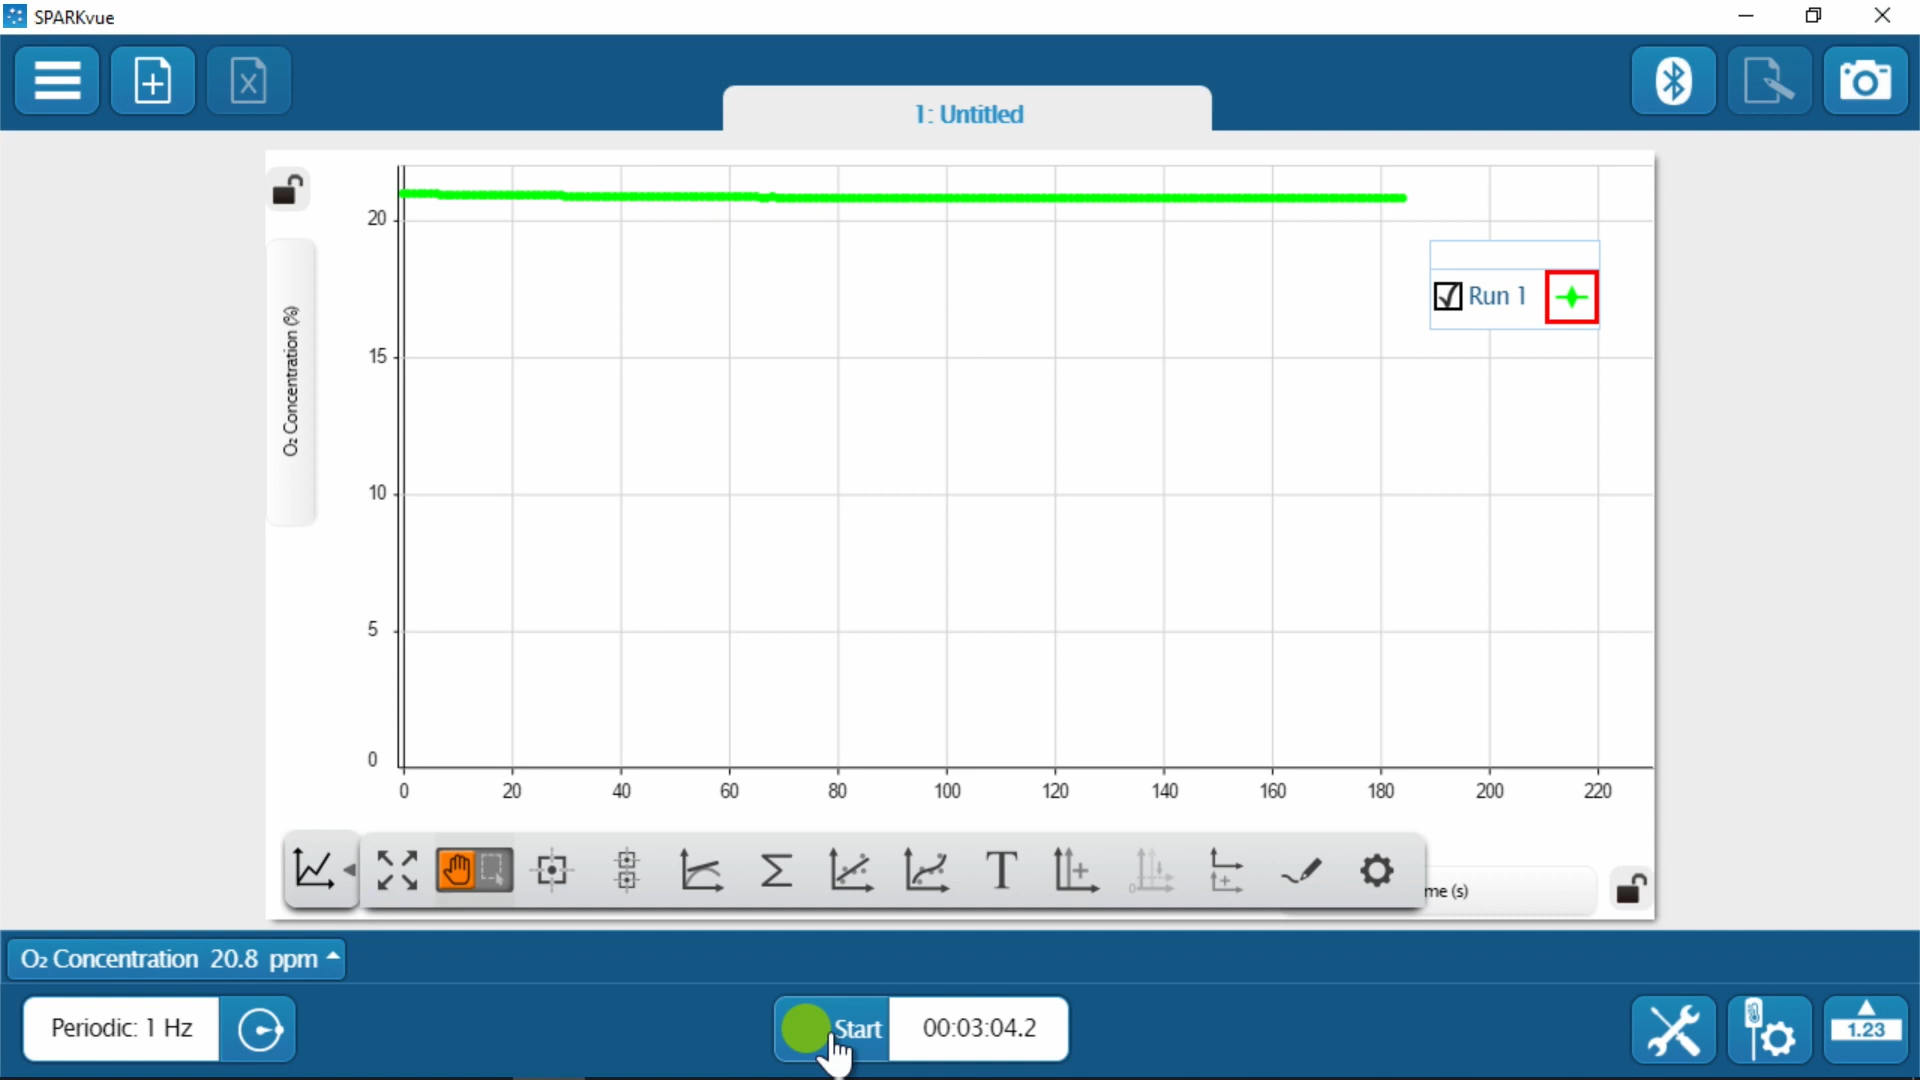 SPARKvue
1: Untitled
20
15
10
5
0
O₂ Concentration (%)
Run 1
0 20 40 60 80 100 120 140 160 180 200 220
T
Σ
me (s)
O₂ Concentration 20.8 ppm
Periodic: 1 Hz
Start
00:03:04.2
1.23